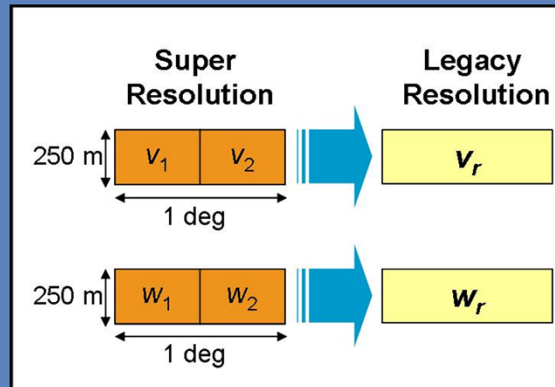 Super
Resolution
Legacy
Resolution
250 m
v1 v2
vr
1 deg
250 m
w1 w2
wr
1 deg